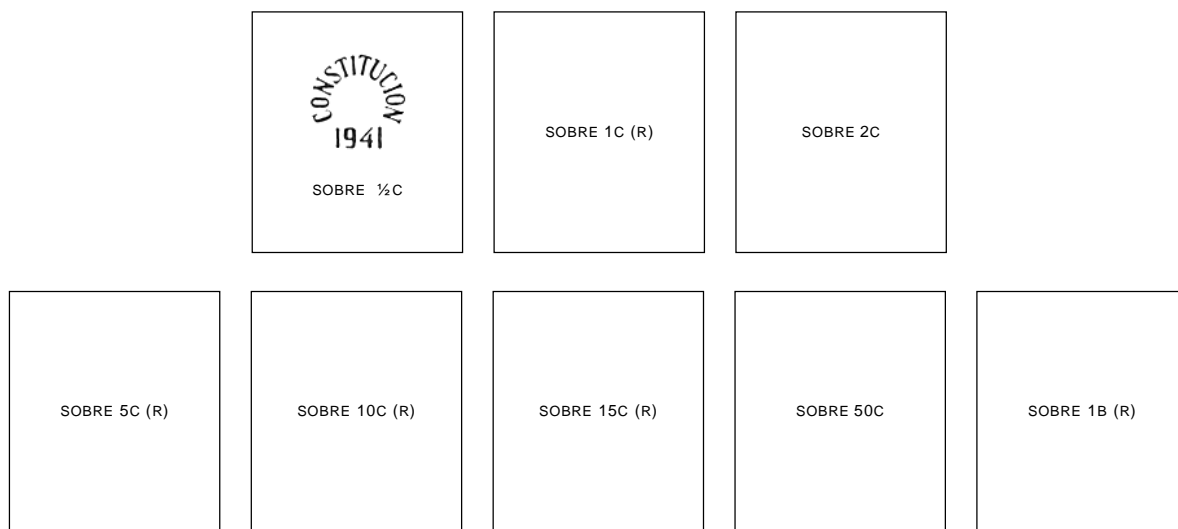 CONSTITUCION
1941
SOBRE ½C
SOBRE 1C (R)
SOBRE 2C
SOBRE 5C (R)
SOBRE 10C (R)
SOBRE 15C (R)
SOBRE 50C
SOBRE 1B (R)